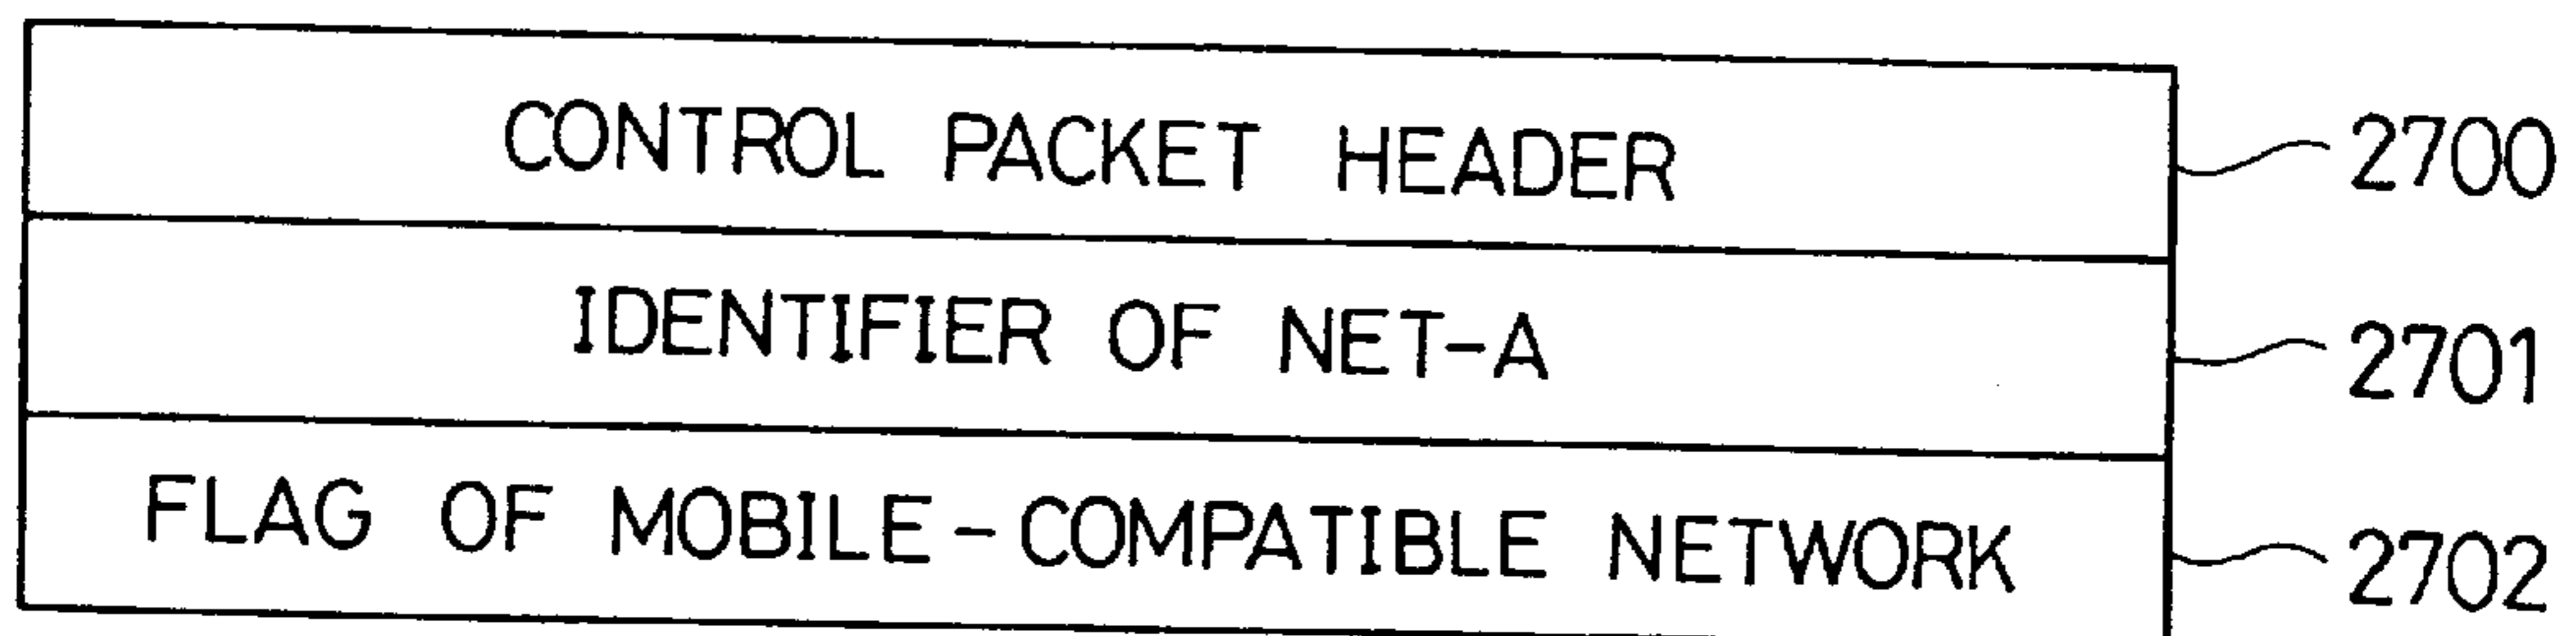 CONTROL PACKET HEADER 2700
IDENTIFIER OF NET-A 2701
FLAG OF MOBILE-COMPATIBLE NETWORK 2702